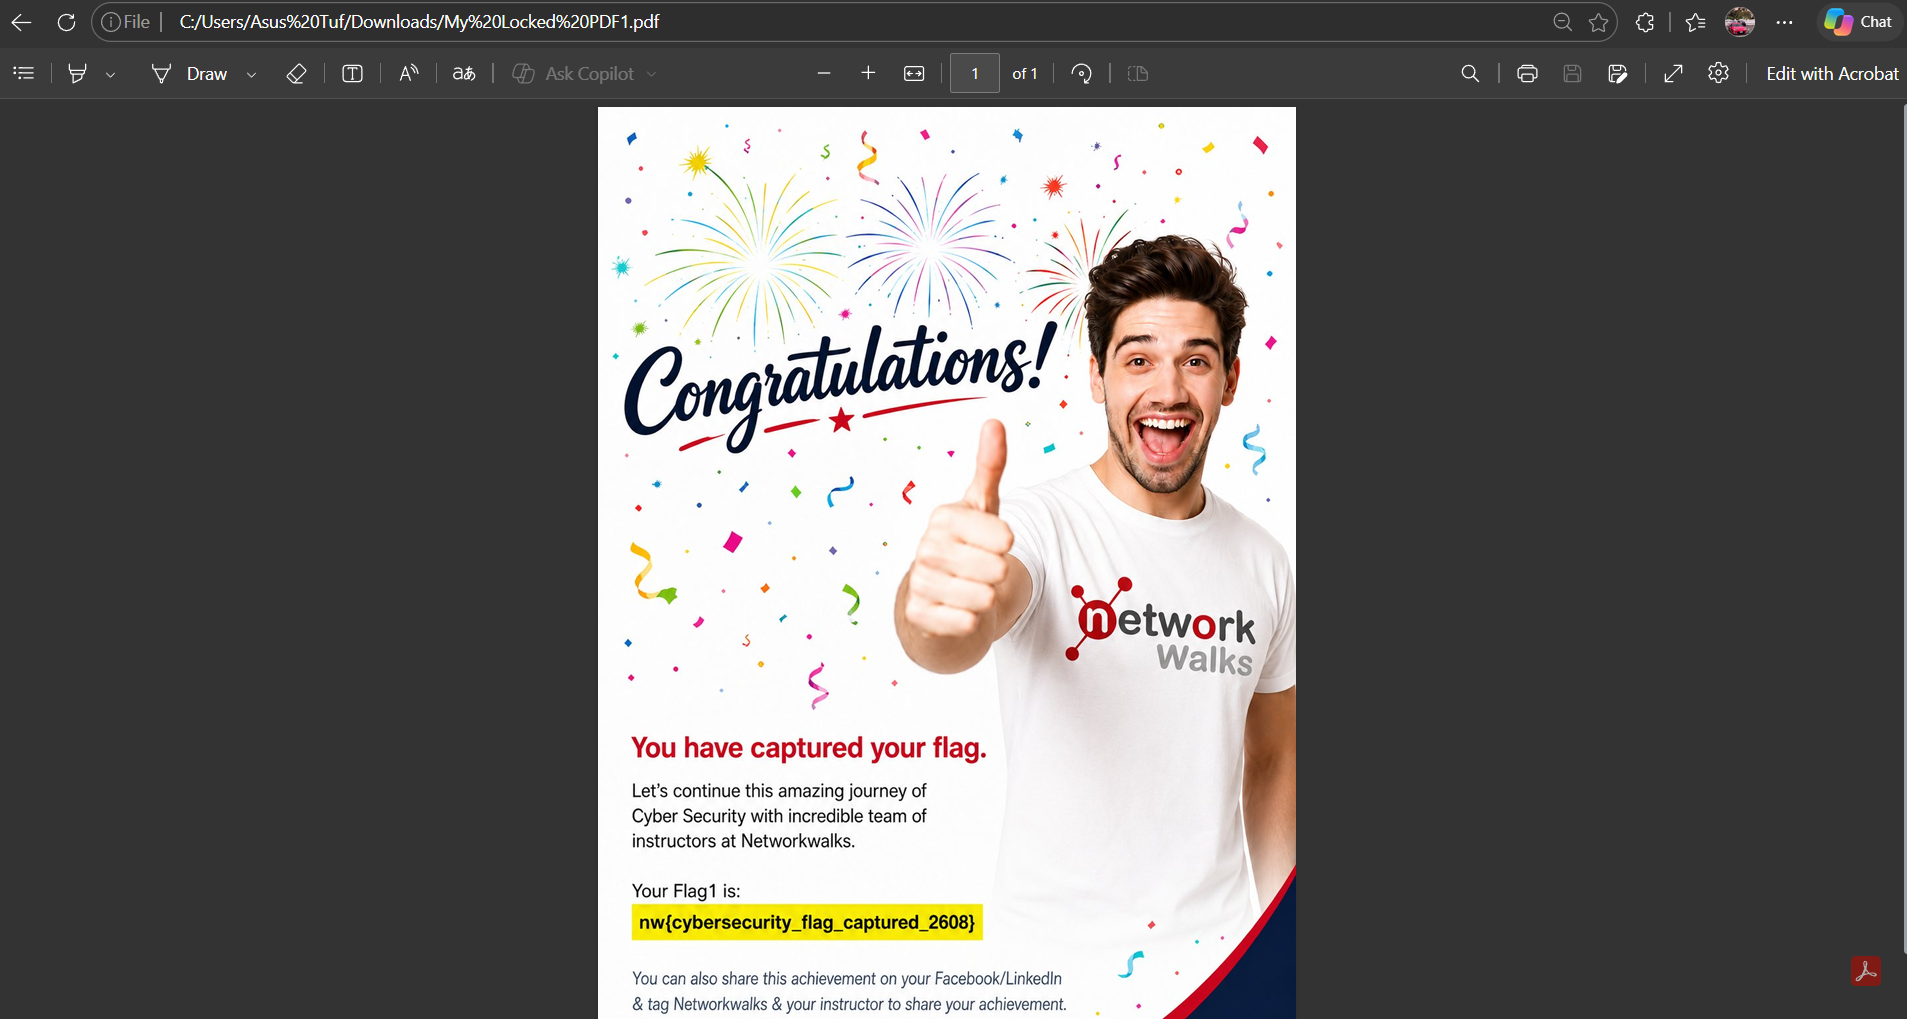 File
C:/Users/Asus%20Tuf/Downloads/My%20Locked%20PDF1.pdf
Chat
Draw
Ask Copilot
1 of 1
Edit with Acrobat
Congratulations!
network
Walks
You have captured your flag.
Let's continue this amazing journey of
Cyber Security with incredible team of
instructors at Networkwalks.
Your Flag1 is:
nw{cybersecurity_flag_captured_2608}
You can also share this achievement on your Facebook/LinkedIn
& tag Networkwalks & your instructor to share your achievement.